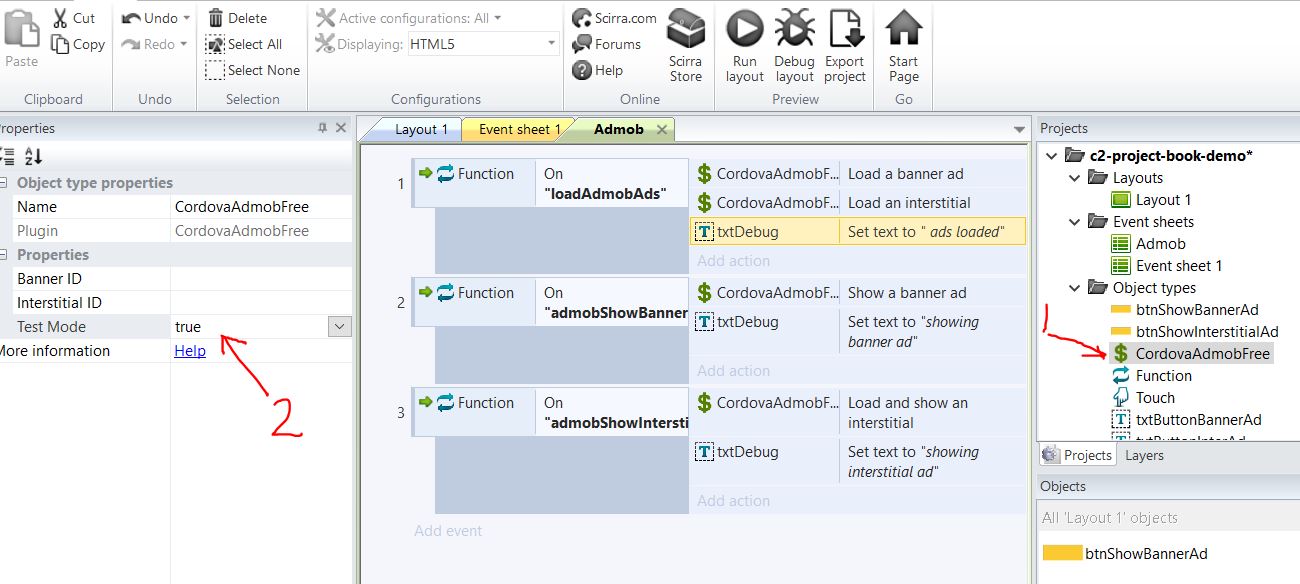 Paste
Cut
Copy
Clipboard
Undo
Redo
Undo
Delete
Select All
Select None
Selection
Active configurations: All
Displaying: HTML5
Configurations
Scirra.com
Forums
Help
Scirra
Store
Online
Run
layout
Debug
layout
Export
project
Preview
Start
Page
Go
roperties
Object type properties
Name CordovaAdmobFree
Plugin CordovaAdmobFree
Properties
Banner ID
Interstitial ID
Test Mode true
More information Help
2
Layout 1
Event sheet 1
Admob
1 Function On
"loadAdmobAds"
CordovaAdmobF... Load a banner ad
CordovaAdmobF... Load an interstitial
T txtDebug Set text to " ads loaded"
Add action
2 Function On
"admobShowBanner
CordovaAdmobF... Show a banner ad
T txtDebug Set text to "showing
banner ad"
Add action
3 Function On
"admobShowIntersti
CordovaAdmobF... Load and show an
interstitial
T txtDebug Set text to "showing
interstitial ad"
Add action
Add event
Projects
c2-project-book-demo*
Layouts
Layout 1
Event sheets
Admob
Event sheet 1
Object types
btnShowBannerAd
btnShowInterstitialAd
1
CordovaAdmobFree
Function
Touch
T txtButtonBannerAd
T txtButtonInterAd
Projects Layers
Objects
All 'Layout 1' objects
btnShowBannerAd